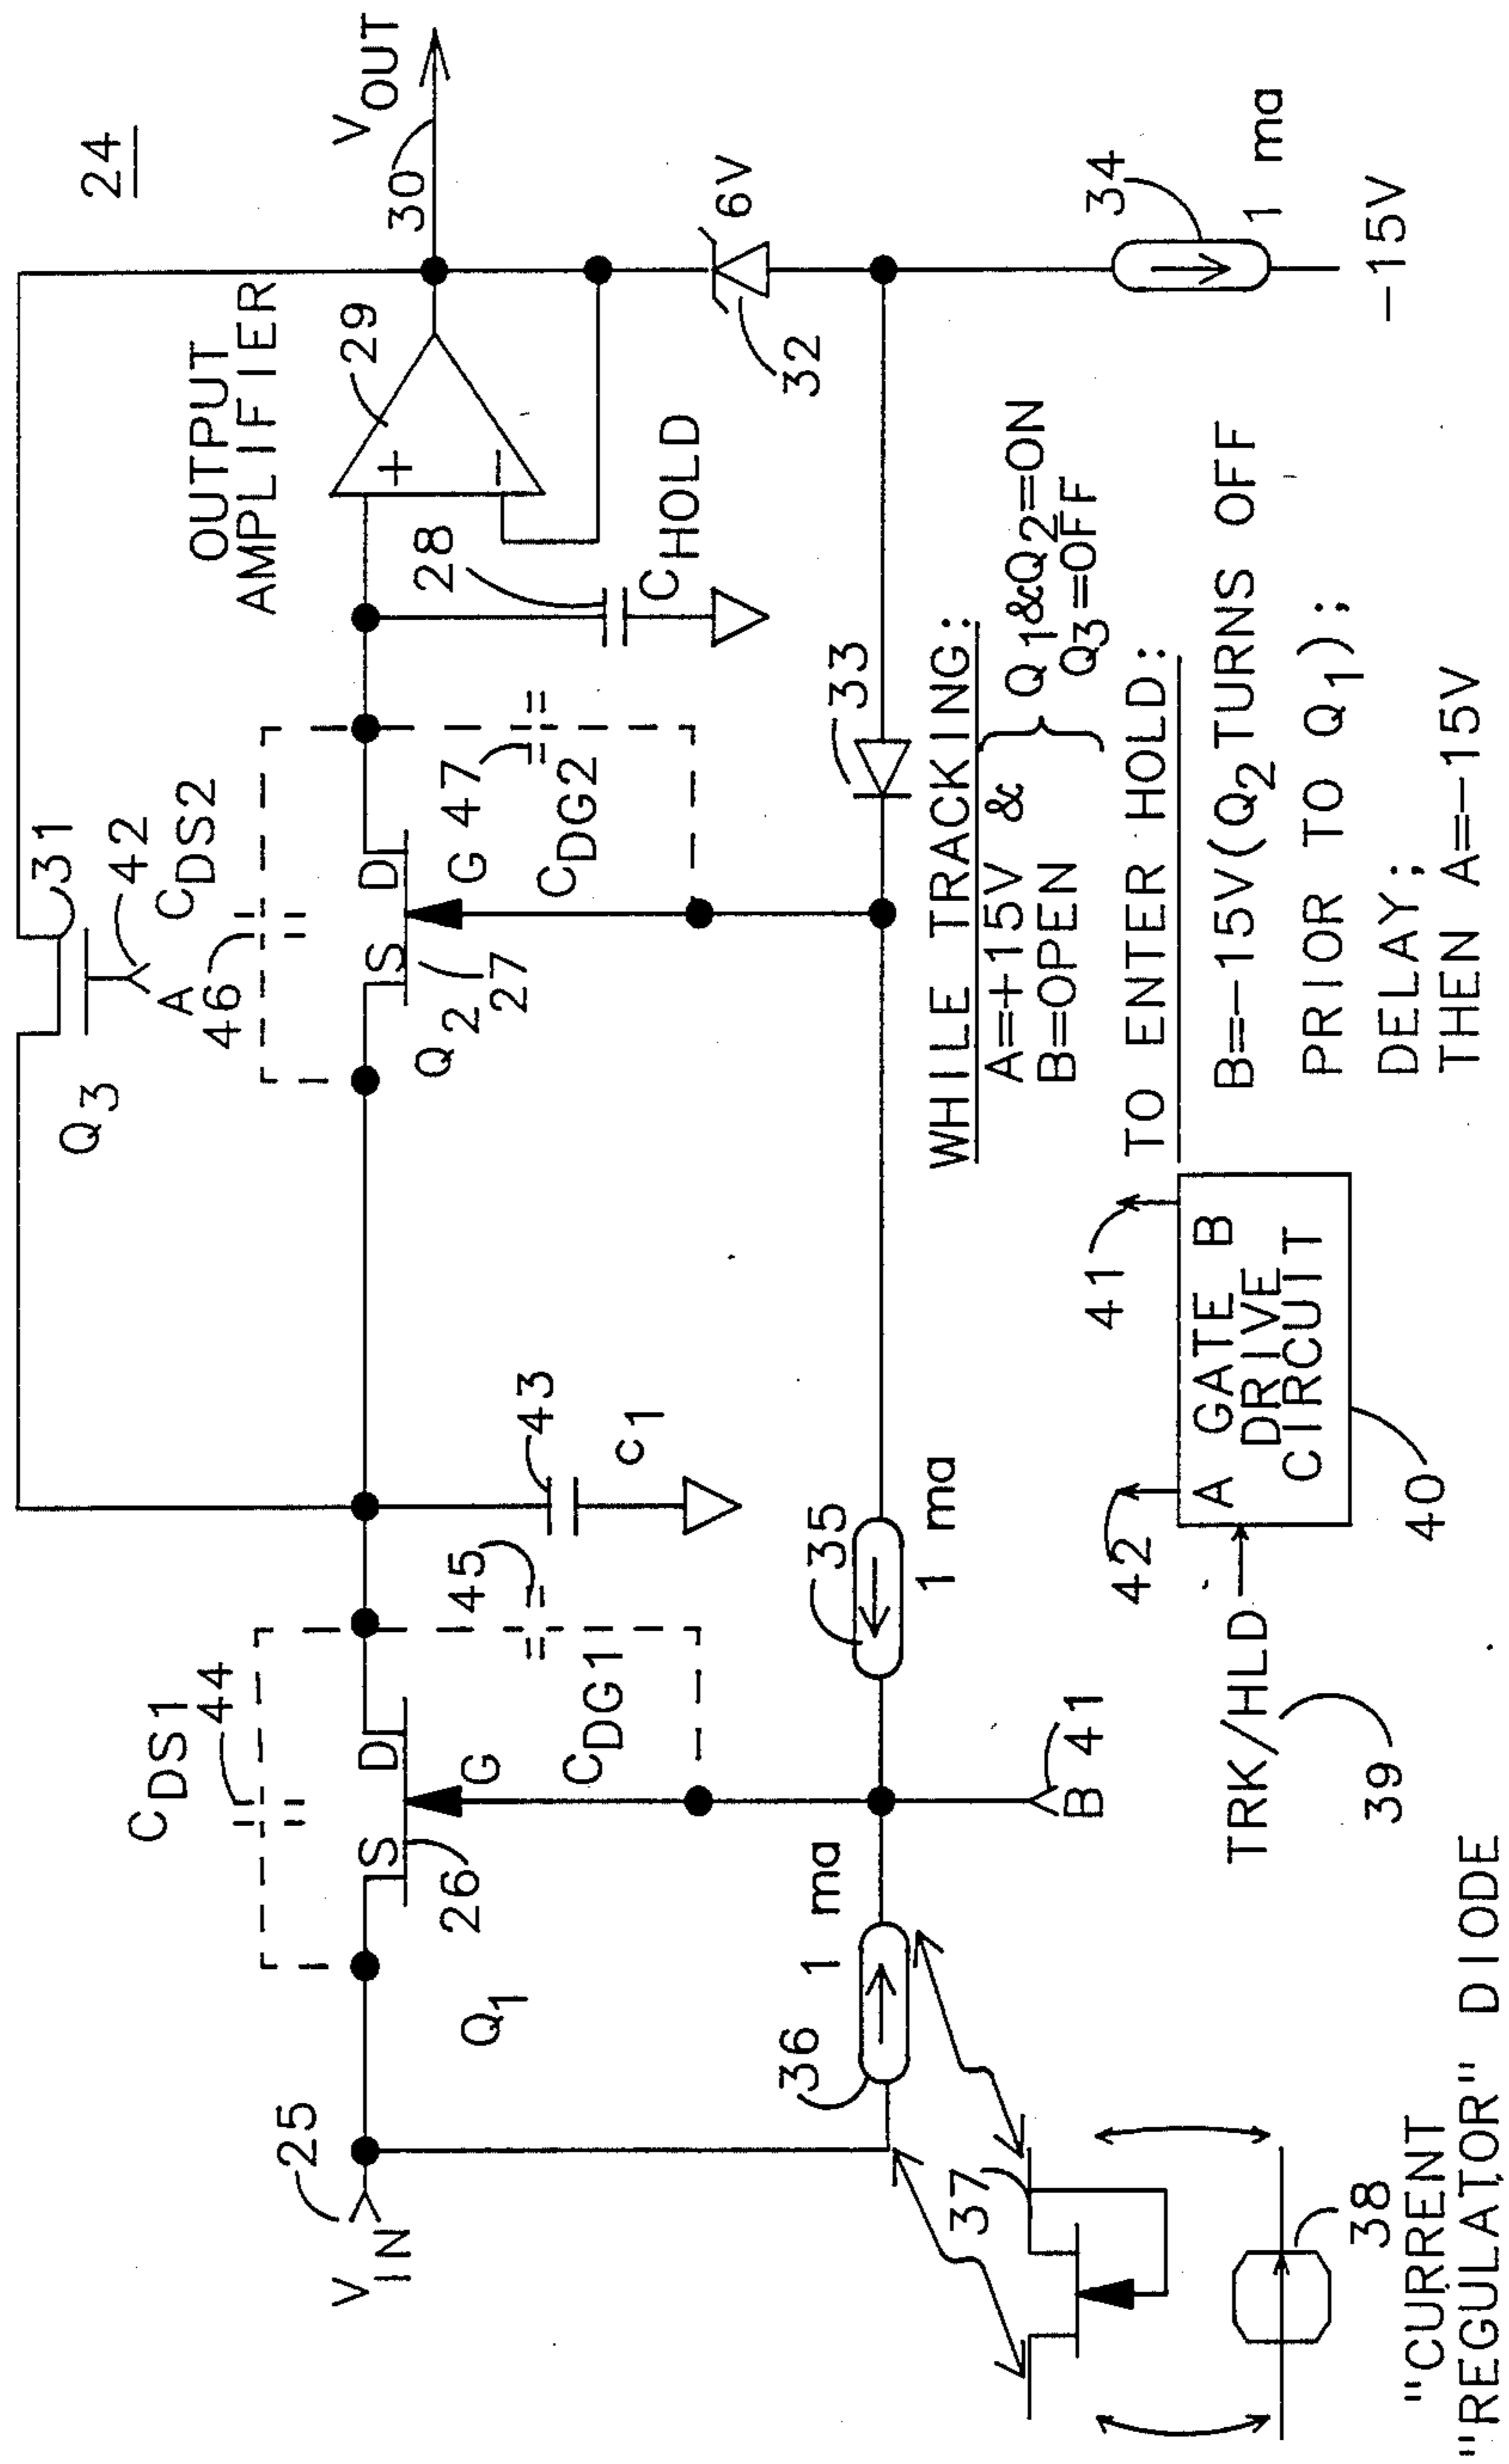 24
Q3
31
42
A
46
CDS2
OUTPUT
AMPLIFIER
29
+
−
VOUT
30
VIN
25
CDS1
44
S
D
G
26
Q1
45
CDG1
43
c1
S
D
G
Q2
27
47
CDG2
28
CHOLD
32
6V
36
1 ma
35
1 ma
33
34
1 ma
-15V
B 41
37
38
"CURRENT
"REGULATOR" DIODE
TRK/HLD
39
42
41
A GATE B
DRIVE
CIRCUIT
40
WHILE TRACKING:
A=+15V &
B=OPEN
Q1&Q2=ON
Q3=OFF
TO ENTER HOLD:
B=-15V(Q2 TURNS OFF
PRIOR TO Q1);
DELAY;
THEN A=-15V